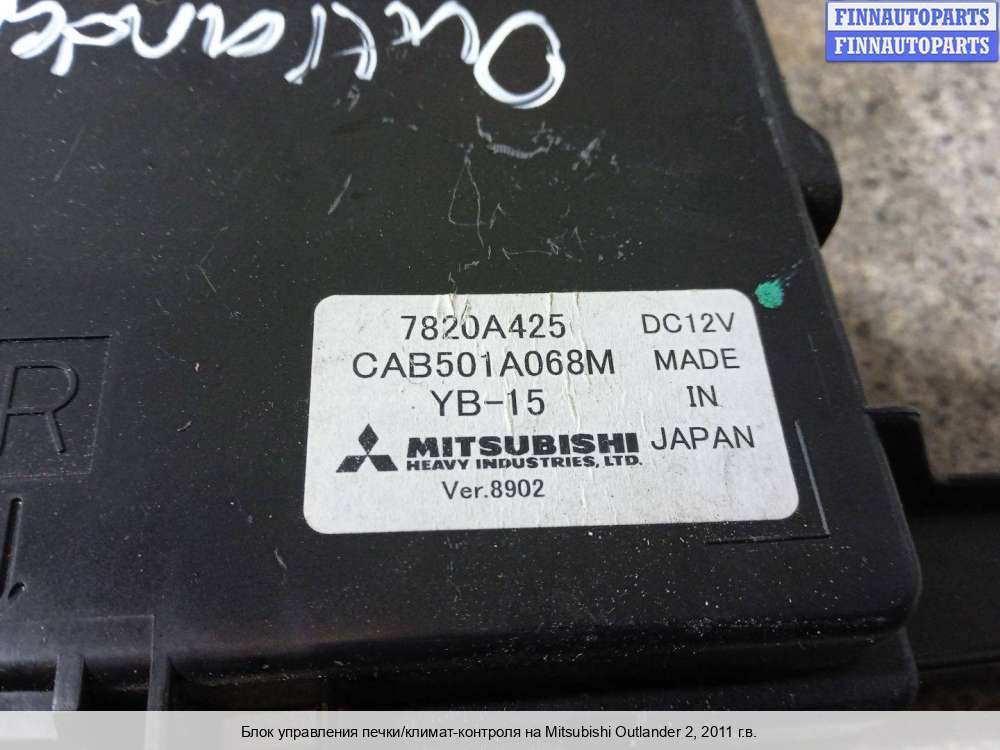 FINNAUTOPARTS
FINNAUTOPARTS
Outlander
7820A425 DC12V
CAB501A068M MADE
YB-15 IN
MITSUBISHI JAPAN
HEAVY INDUSTRIES, LTD.
Ver.8902
R
Блок управления печки/климат-контроля на Mitsubishi Outlander 2, 2011 г.в.